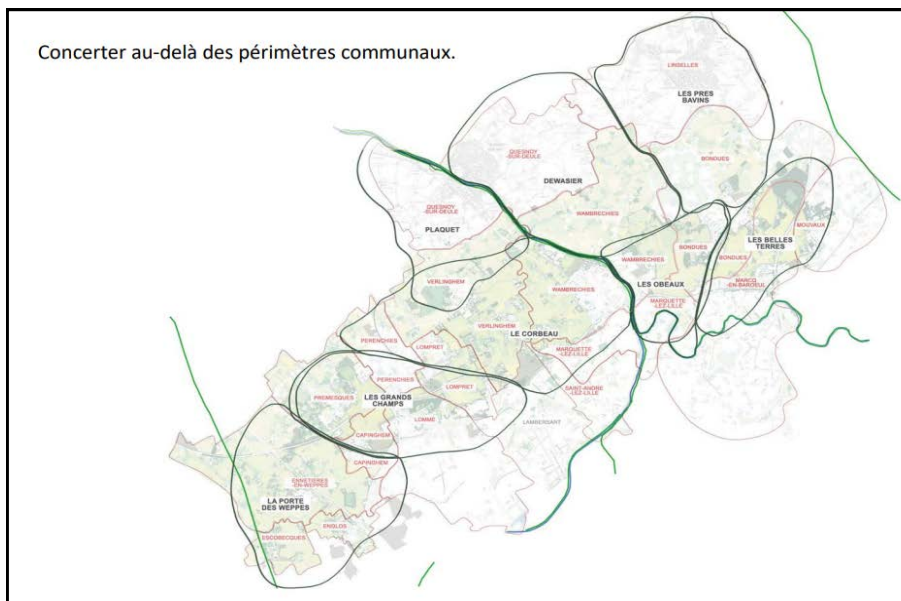 Concerter au-delà des périmètres communaux.
LINSELLES
LES PRES
BAVINS
QUESNOY
-SUR-DEULE
BONDUES
DEWASIER
QUESNOY
-SUR-DEULE
WAMBRECHIES
MOUVAUX
PLAQUET
LES BELLES
TERRES
BONDUES
WAMBRECHIES
BONDUES
MARCQ
-EN-BAROEUL
VERLINGHEM
WAMBRECHIES
LES OBEAUX
MARQUETTE
-LEZ-LILLE
VERLINGHEM
LE CORBEAU
PERENCHIES
LOMPRET
MARQUETTE
-LEZ-LILLE
PERENCHIES
LOMPRET
SAINT-ANDRE
-LEZ-LILLE
PREMESQUES
LES GRANDS
CHAMPS
LOMME
LAMBERSART
CAPINGHEM
CAPINGHEM
ENNETIERES
-EN-WEPPES
LA PORTE
DES WEPPES
ENGLOS
ESCOBECQUES